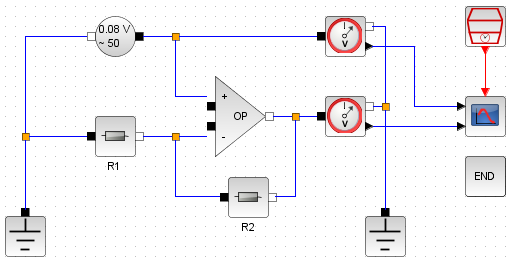 0.08 V
~ 50
V
+
OP
-
V
R1
R2
END